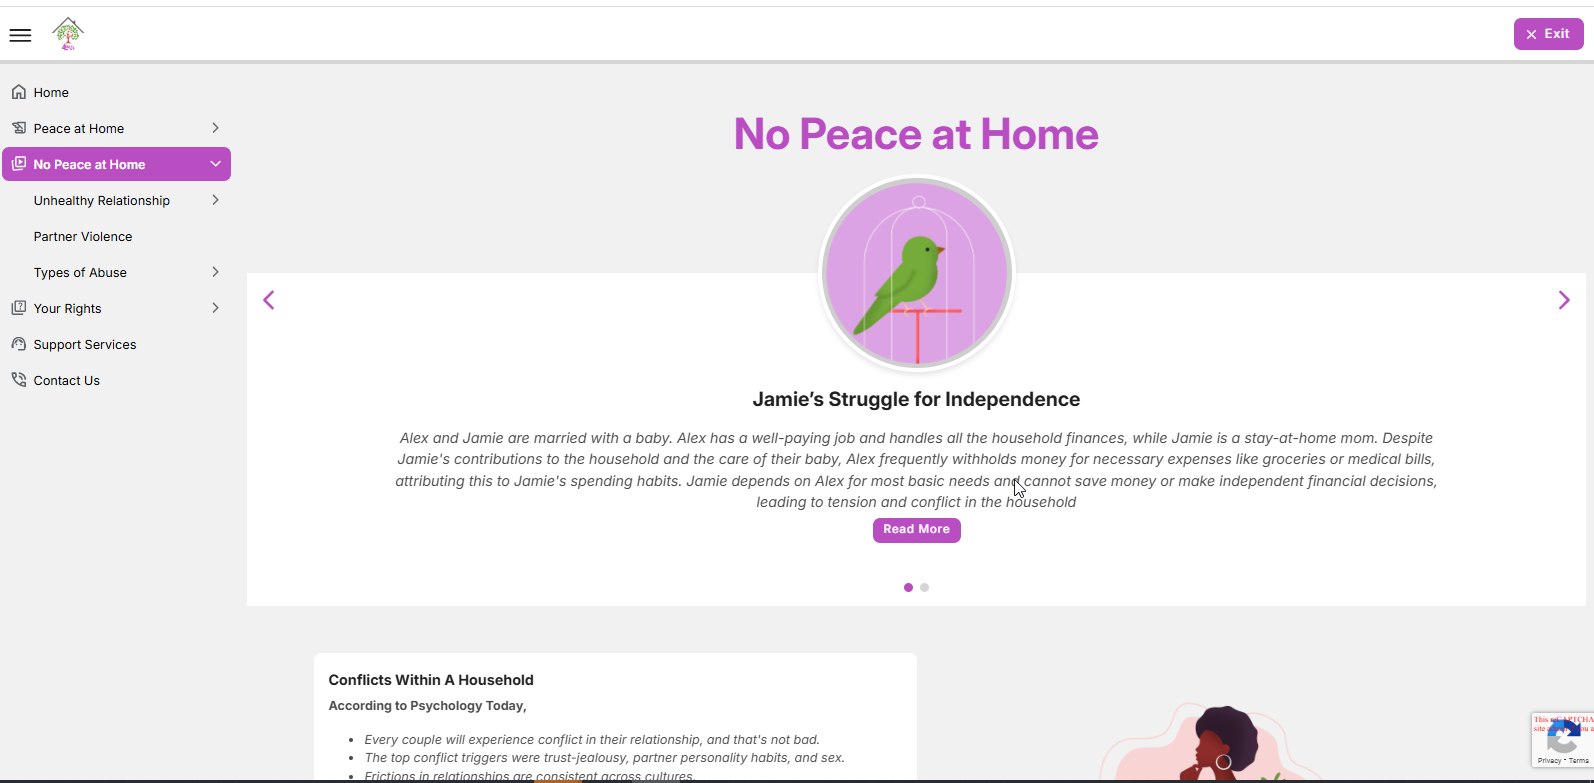 Exit
Home
Peace at Home
No Peace at Home
Unhealthy Relationship
Partner Violence
Types of Abuse
Your Rights
Support Services
Contact Us
No Peace at Home
Jamie’s Struggle for Independence
Alex and Jamie are married with a baby. Alex has a well-paying job and handles all the household finances, while Jamie is a stay-at-home mom. Despite
Jamie's contributions to the household and the care of their baby, Alex frequently withholds money for necessary expenses like groceries or medical bills,
attributing this to Jamie's spending habits. Jamie depends on Alex for most basic needs and cannot save money or make independent financial decisions,
leading to tension and conflict in the household
Read More
Conflicts Within A Household
According to Psychology Today,
Every couple will experience conflict in their relationship, and that's not bad.
The top conflict triggers were trust-jealousy, partner personality habits, and sex.
Frictions in relationships are consistent across cultures.
Privacy - Terms